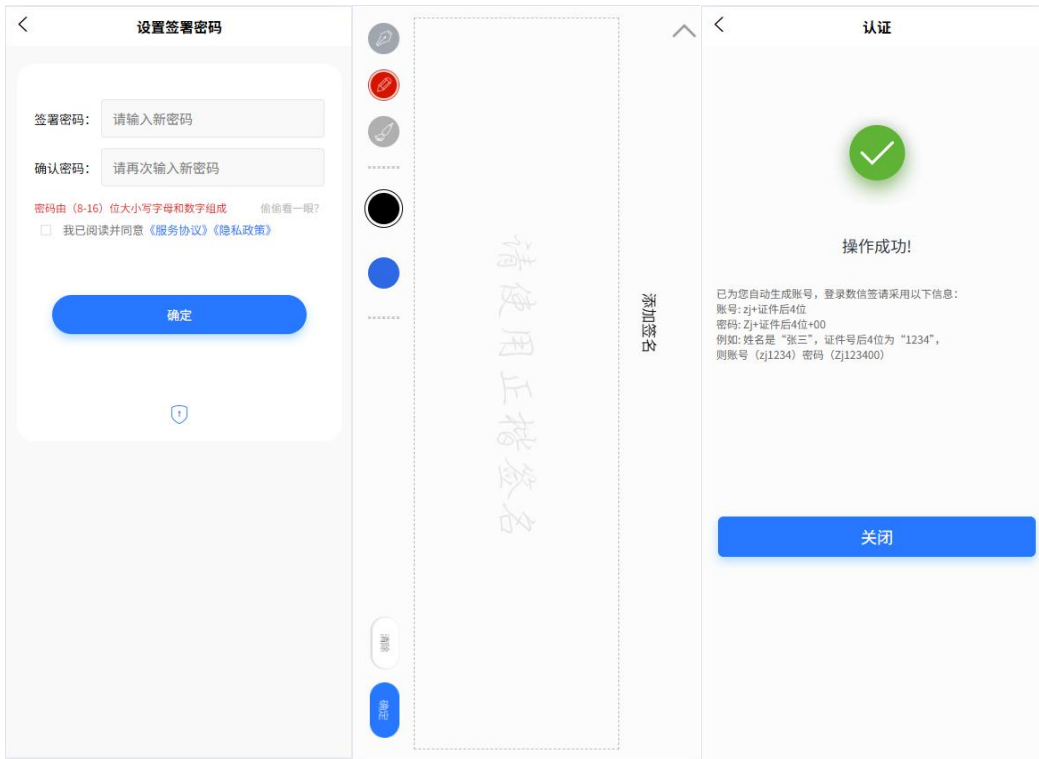 设置签署密码
签署密码： 请输入新密码
确认密码： 请再次输入新密码
密码由（8-16）位大小写字母和数字组成 偷偷看一眼?
我已阅读并同意《服务协议》《隐私政策》
确定
请使用正楷签名
添加签名
清除
确定
认证
操作成功!
已为您自动生成账号，登录数信签请采用以下信息：
账号: zj+证件后4位
密码: Zj+证件后4位+00
例如: 姓名是“张三”，证件号后4位为“1234”，
则账号（zj1234）密码（Zj123400）
关闭